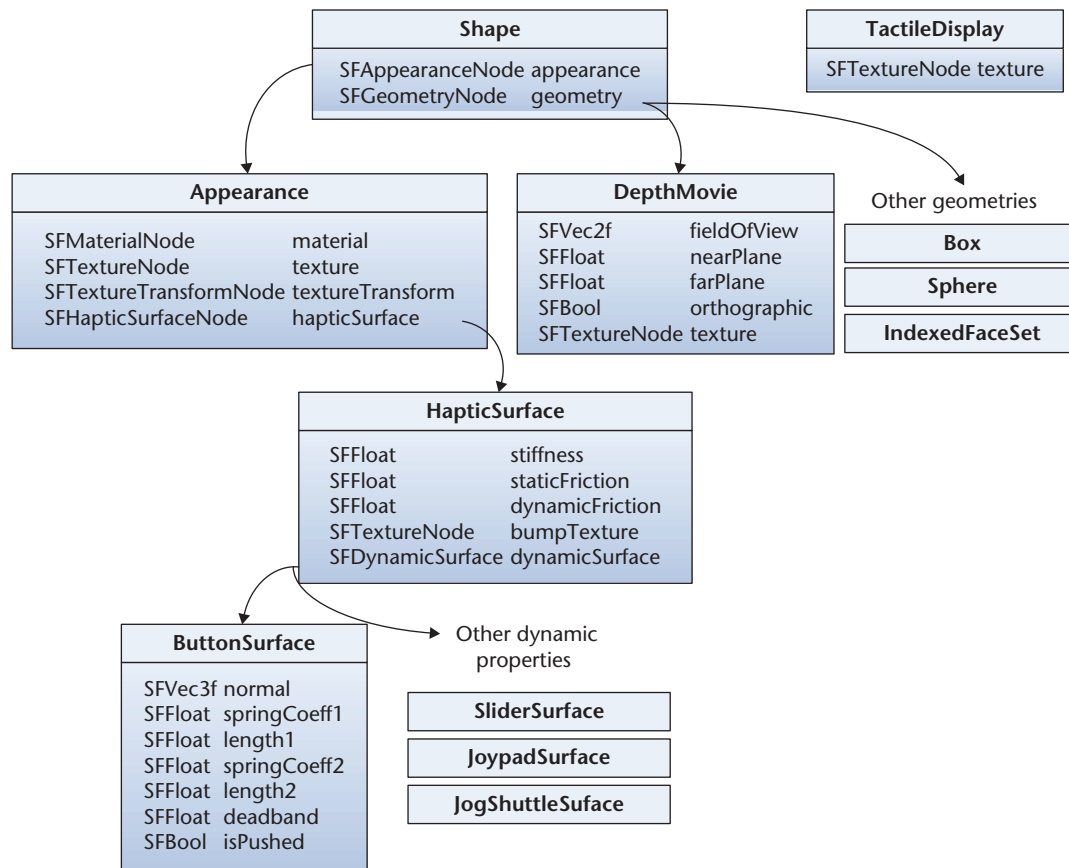 Shape
SFAppearanceNode appearance
SFGeometryNode geometry
TactileDisplay
SFTextureNode texture
Appearance
SFMaterialNode material
SFTextureNode texture
SFTextureTransformNode textureTransform
SFHapticSurfaceNode hapticSurface
DepthMovie
SFVec2f fieldOfView
SFFloat nearPlane
SFFloat farPlane
SFBool orthographic
SFTextureNode texture
Other geometries
Box
Sphere
IndexedFaceSet
HapticSurface
SFFloat stiffness
SFFloat staticFriction
SFFloat dynamicFriction
SFTextureNode bumpTexture
SFDynamicSurface dynamicSurface
ButtonSurface
SFVec3f normal
SFFloat springCoeff1
SFFloat length1
SFFloat springCoeff2
SFFloat length2
SFFloat deadband
SFBool isPushed
Other dynamic
properties
SliderSurface
JoypadSurface
JogShuttleSuface